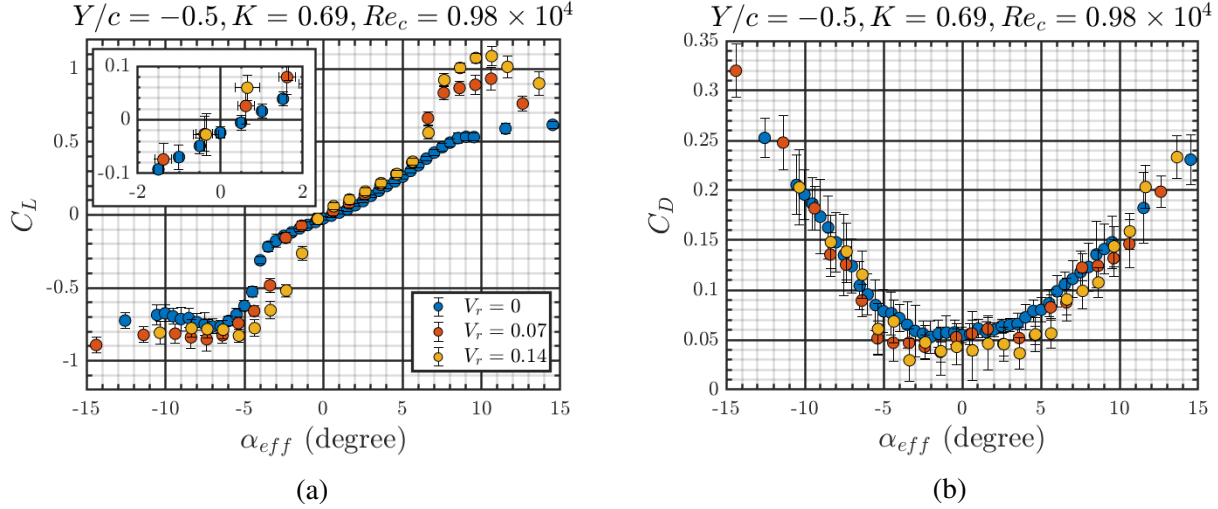 Y/c = −0.5, K = 0.69, Re_c = 0.98 × 10^4
C_L
1
0.5
0
-0.5
-1
0.1
0
-0.1
-2 0 2
V_r = 0
V_r = 0.07
V_r = 0.14
-15 -10 -5 0 5 10 15
α_eff (degree)
(a)
Y/c = −0.5, K = 0.69, Re_c = 0.98 × 10^4
C_D
0.35
0.3
0.25
0.2
0.15
0.1
0.05
0
-15 -10 -5 0 5 10 15
α_eff (degree)
(b)